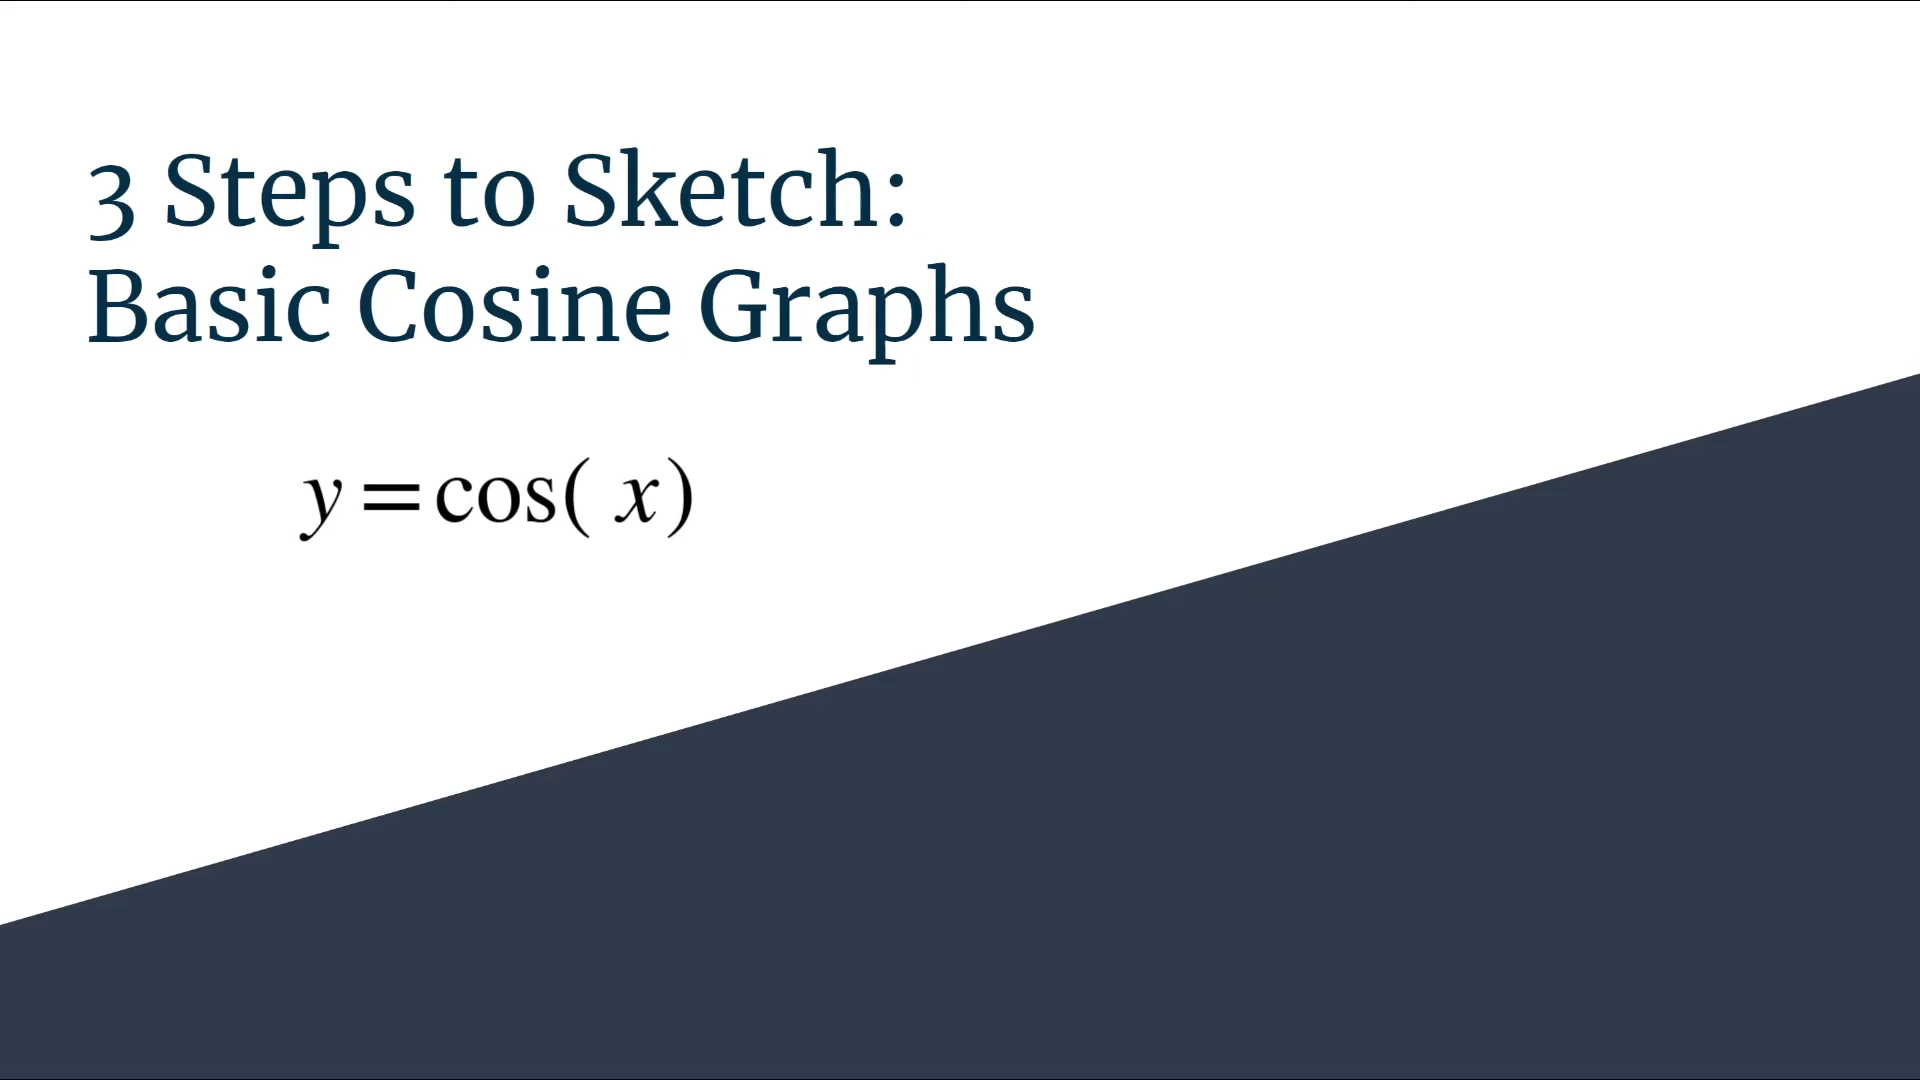 3 Steps to Sketch:
Basic Cosine Graphs
y = cos( x)